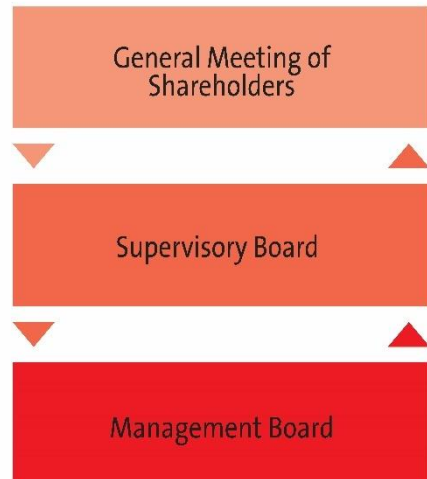 General Meeting of
Shareholders
Supervisory Board
Management Board